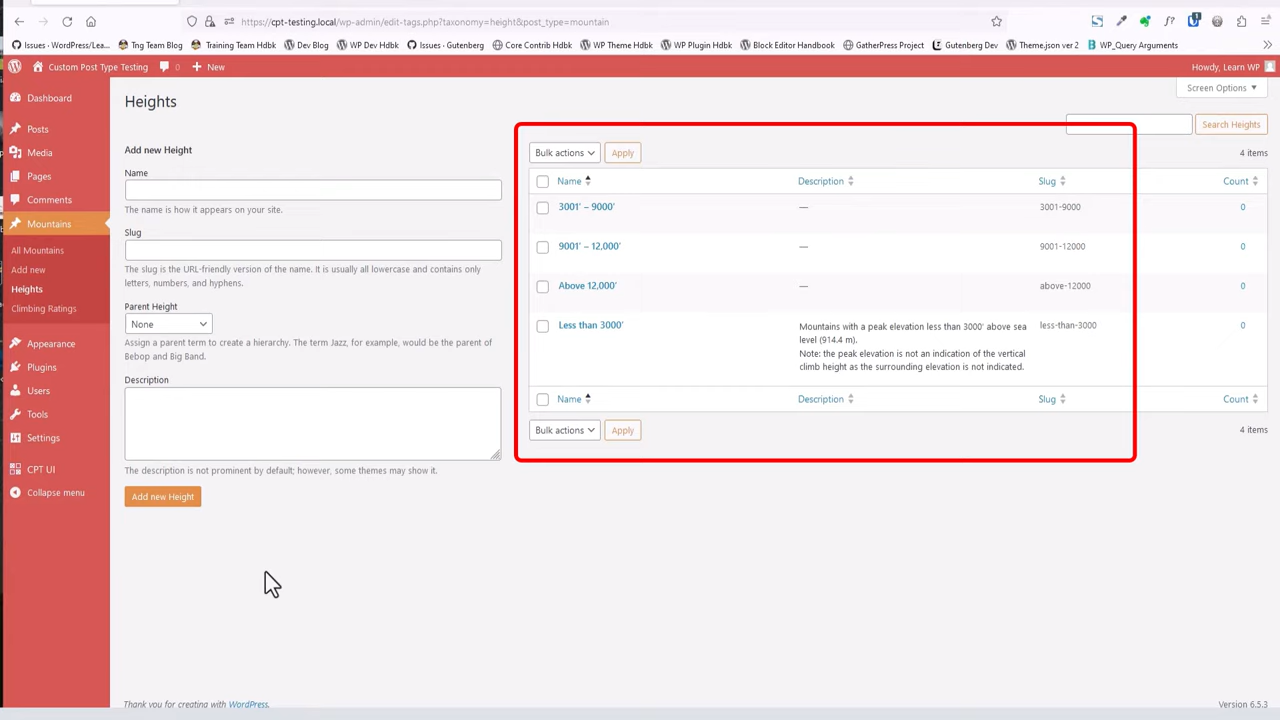 https://cpt-testing.local/wp-admin/edit-tags.php?taxonomy=height&post_type=mountain
Issues · WordPress/Lea... Tng Team Hdbk Training Team Hdbk Dev Blog WP Dev Hdbk Issues · Gutenberg Core Contrib Hdbk WP Theme Hdbk WP Plugin Hdbk Block Editor Handbook GatherPress Project Gutenberg Dev Theme.json ver 2 WP_Query Arguments
Custom Post Type Testing 0 New Howdy, Learn WP
Screen Options
Dashboard
Posts
Media
Pages
Comments
Mountains
All Mountains
Add new
Heights
Climbing Ratings
Appearance
Plugins
Users
Tools
Settings
CPT UI
Collapse menu
Heights
Search Heights
Add new Height
Name
The name is how it appears on your site.
Slug
The slug is the URL-friendly version of the name. It is usually all lowercase and contains only
letters, numbers, and hyphens.
Parent Height
None
Assign a parent term to create a hierarchy. The term Jazz, for example, would be the parent of
Bebop and Big Band.
Description
The description is not prominent by default; however, some themes may show it.
Add new Height
Bulk actions Apply 4 items
Name Description Slug Count
3001' – 9000' — 3001-9000 0
9001' – 12,000' — 9001-12000 0
Above 12,000' — above-12000 0
Less than 3000' Mountains with a peak elevation less than 3000' above sea less-than-3000 0
level (914.4 m).
Note: the peak elevation is not an indication of the vertical
climb height as the surrounding elevation is not indicated.
Name Description Slug Count
Bulk actions Apply 4 items
Thank you for creating with WordPress. Version 6.5.3